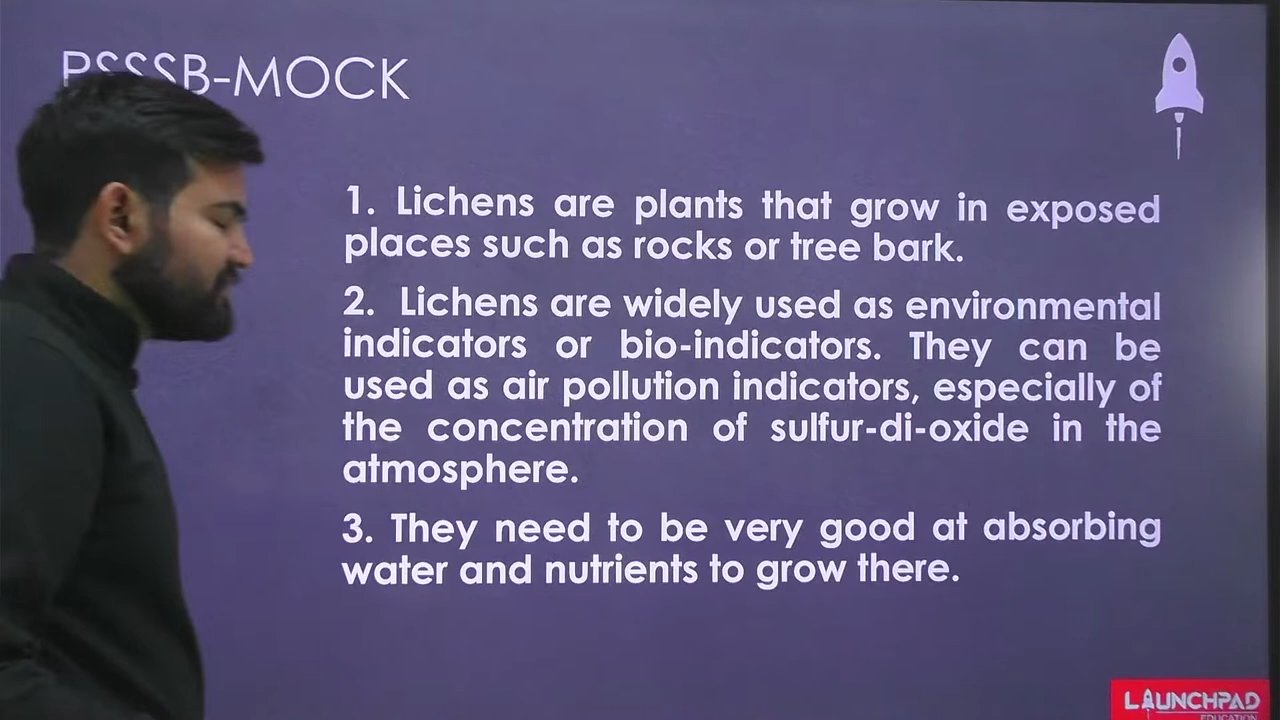 PSSSB-MOCK
1. Lichens are plants that grow in exposed
places such as rocks or tree bark.
2. Lichens are widely used as environmental
indicators or bio-indicators. They can be
used as air pollution indicators, especially of
the concentration of sulfur-di-oxide in the
atmosphere.
3. They need to be very good at absorbing
water and nutrients to grow there.
LAUNCHPAD
EDUCATION